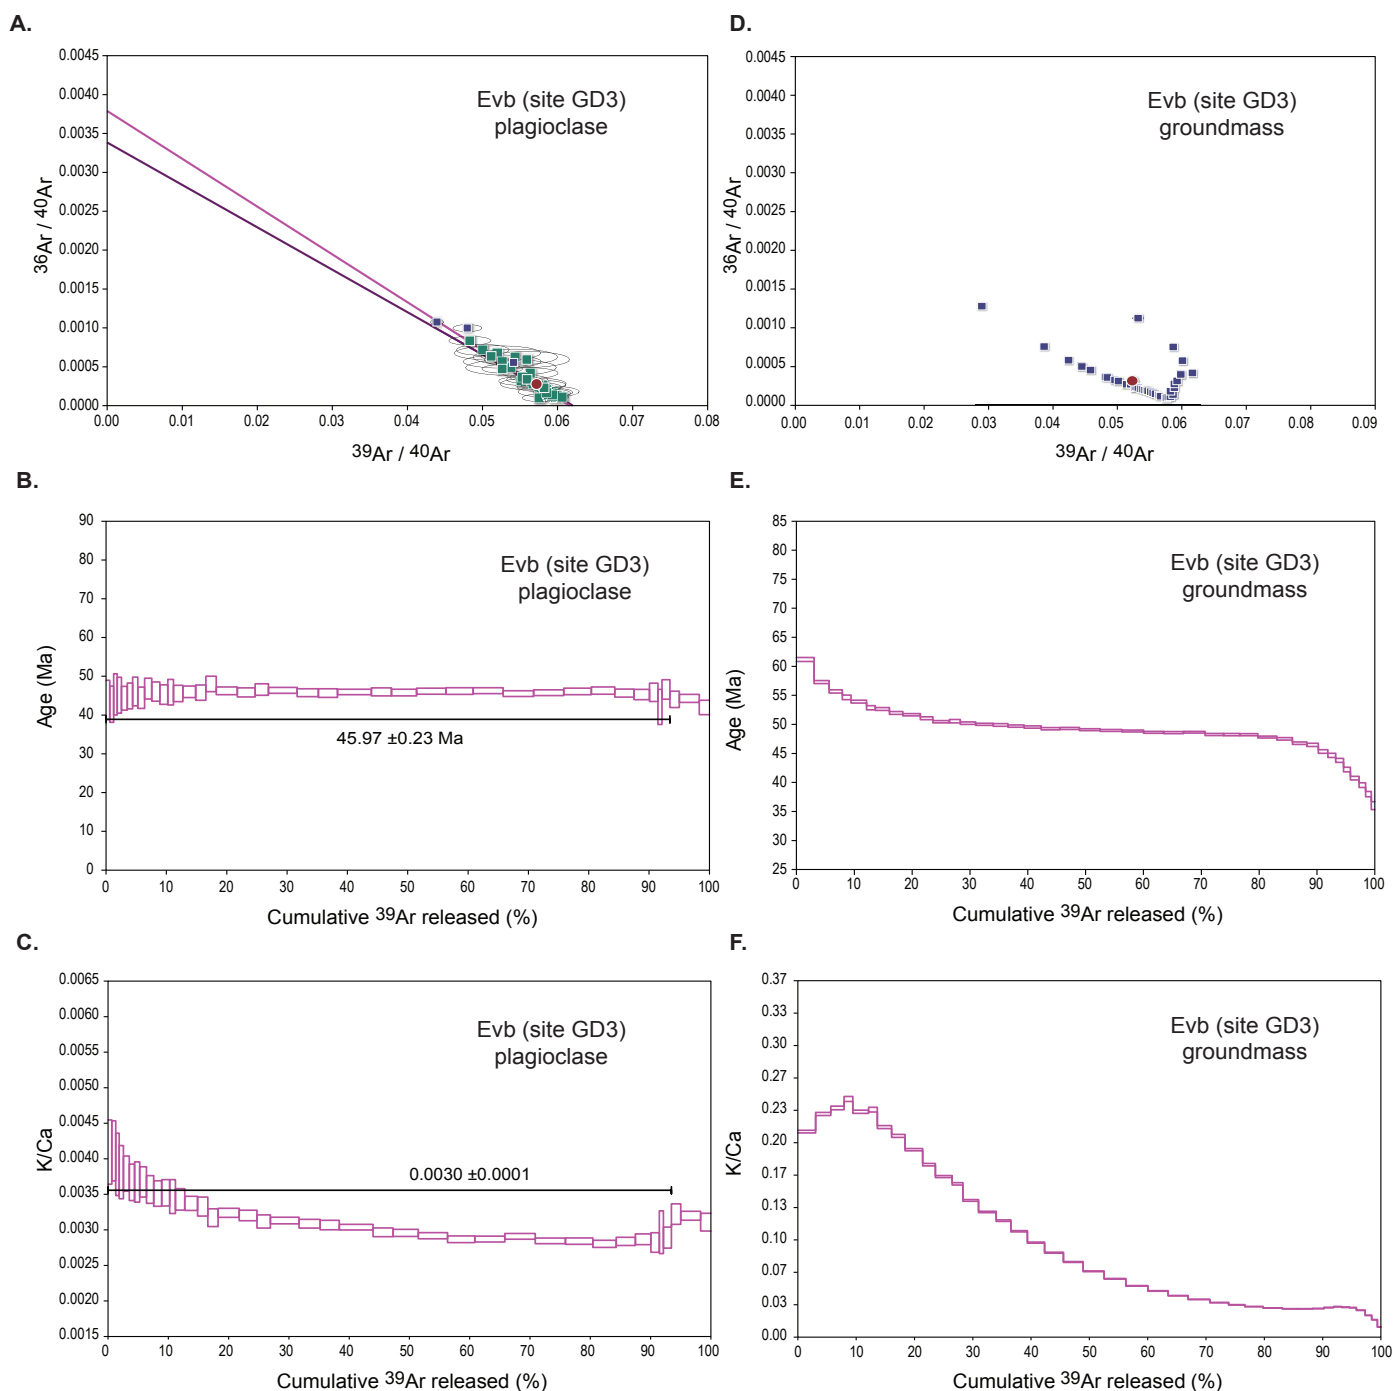 A.
0.0045
0.0040
0.0035
0.0030
0.0025
0.0020
0.0015
0.0010
0.0005
0.0000
36Ar / 40Ar
Evb (site GD3)
plagioclase
0.00 0.01 0.02 0.03 0.04 0.05 0.06 0.07 0.08
39Ar / 40Ar
D.
0.0045
0.0040
0.0035
0.0030
0.0025
0.0020
0.0015
0.0010
0.0005
0.0000
36Ar / 40Ar
Evb (site GD3)
groundmass
0.00 0.01 0.02 0.03 0.04 0.05 0.06 0.07 0.08 0.09
39Ar / 40Ar
B.
90
80
70
60
50
40
30
20
10
0
Age (Ma)
Evb (site GD3)
plagioclase
45.97 ±0.23 Ma
0 10 20 30 40 50 60 70 80 90 100
Cumulative 39Ar released (%)
E.
85
80
75
70
65
60
55
50
45
40
35
30
25
Age (Ma)
Evb (site GD3)
groundmass
0 10 20 30 40 50 60 70 80 90 100
Cumulative 39Ar released (%)
C.
0.0065
0.0060
0.0055
0.0050
0.0045
0.0040
0.0035
0.0030
0.0025
0.0020
0.0015
K/Ca
Evb (site GD3)
plagioclase
0.0030 ±0.0001
0 10 20 30 40 50 60 70 80 90 100
Cumulative 39Ar released (%)
F.
0.37
0.33
0.30
0.27
0.23
0.20
0.17
0.13
0.10
0.07
0.03
0.00
K/Ca
Evb (site GD3)
groundmass
0 10 20 30 40 50 60 70 80 90 100
Cumulative 39Ar released (%)